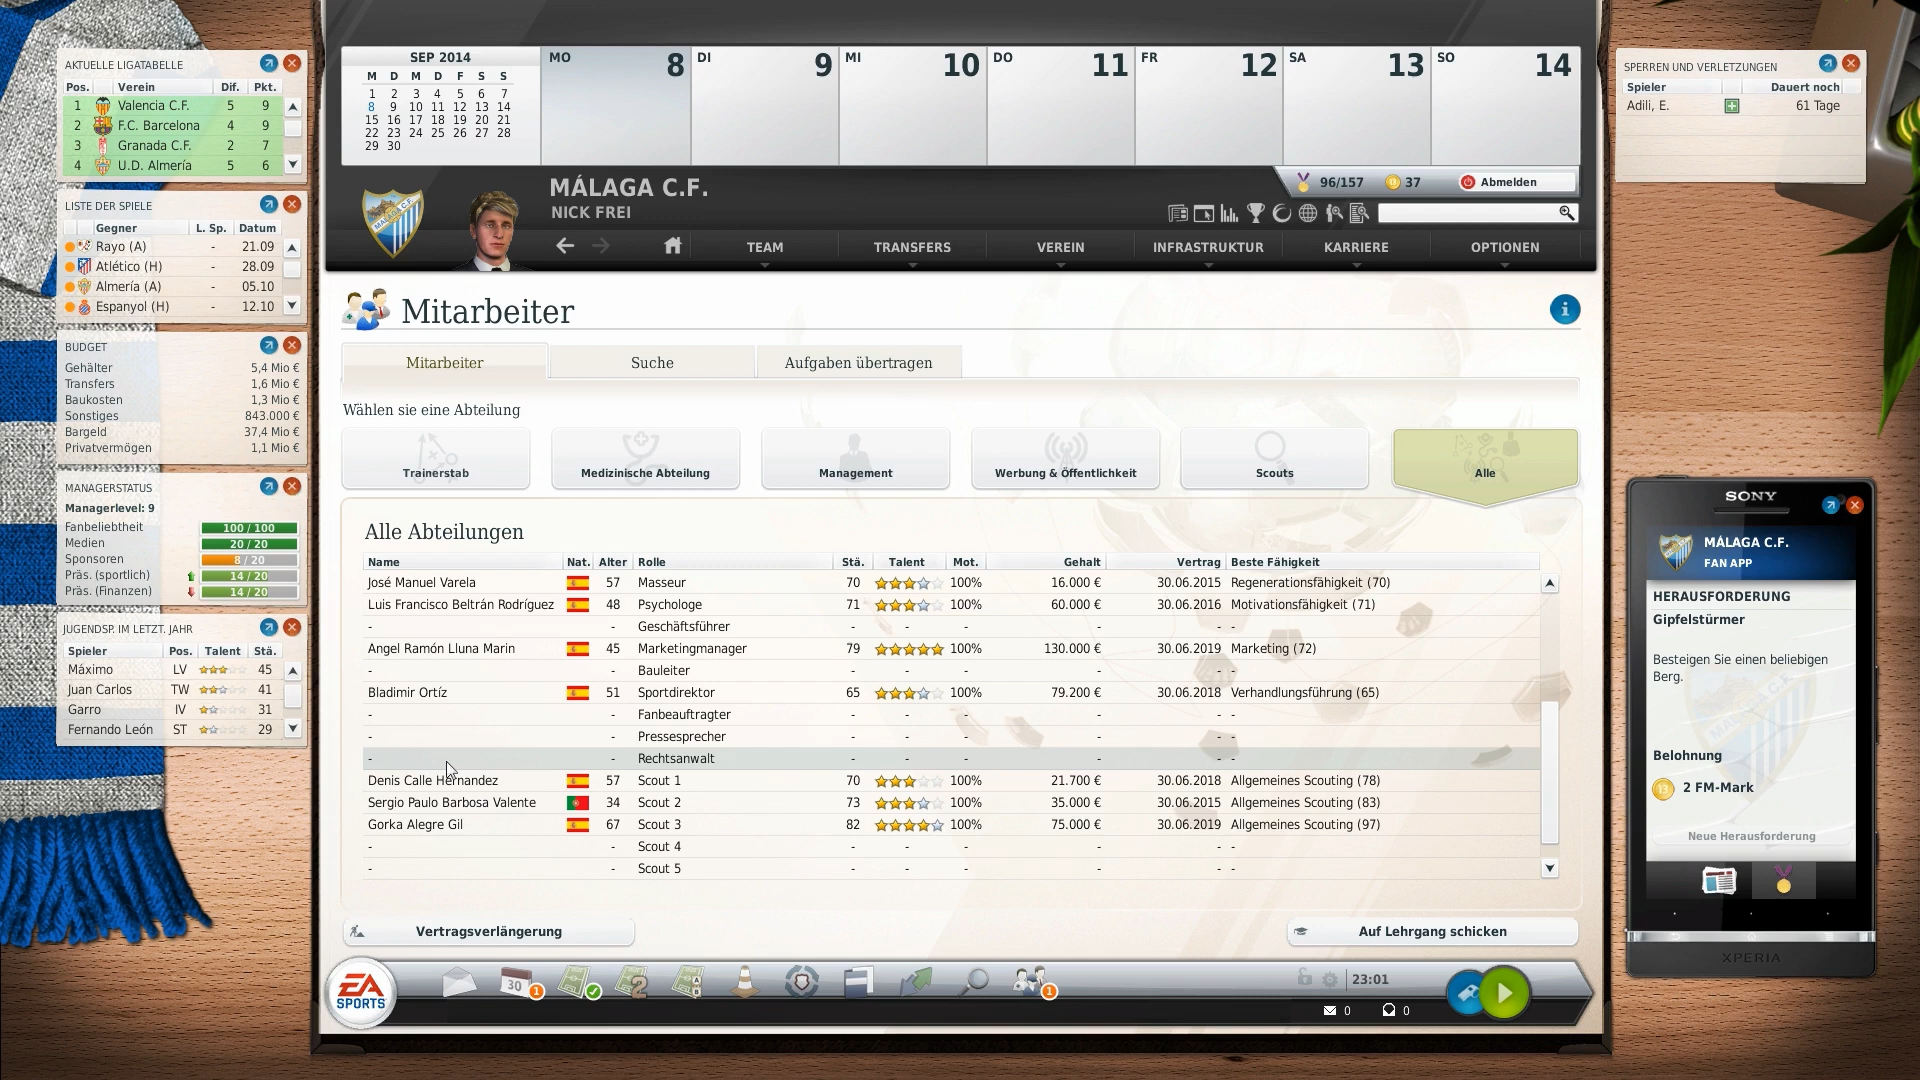 AKTUELLE LIGATABELLE
Pos. Verein Dif. Pkt.
1 Valencia C.F. 5 9
2 F.C. Barcelona 4 9
3 Granada C.F. 2 7
4 U.D. Almería 5 6
LISTE DER SPIELE
Gegner L. Sp. Datum
Rayo (A) - 21.09
Atlético (H) - 28.09
Almería (A) - 05.10
Espanyol (H) - 12.10
BUDGET
Gehälter 5,4 Mio €
Transfers 1,6 Mio €
Baukosten 1,3 Mio €
Sonstiges 843.000 €
Bargeld 37,4 Mio €
Privatvermögen 1,1 Mio €
MANAGERSTATUS
Managerlevel: 9
Fanbeliebtheit 100 / 100
Medien 20 / 20
Sponsoren 8 / 20
Präs. (sportlich) 14 / 20
Präs. (Finanzen) 14 / 20
JUGENDSP. IM LETZT. JAHR
Spieler Pos. Talent Stä.
Máximo LV 45
Juan Carlos TW 41
Garro IV 31
Fernando León ST 29
SEP 2014
M D M D F S S
1 2 3 4 5 6 7
8 9 10 11 12 13 14
15 16 17 18 19 20 21
22 23 24 25 26 27 28
29 30
MO 8 DI 9 MI 10 DO 11 FR 12 SA 13 SO 14
96/157 37 Abmelden
MÁLAGA C.F.
NICK FREI
TEAM TRANSFERS VEREIN INFRASTRUKTUR KARRIERE OPTIONEN
Mitarbeiter
Mitarbeiter Suche Aufgaben übertragen
Wählen sie eine Abteilung
Trainerstab Medizinische Abteilung Management Werbung & Öffentlichkeit Scouts Alle
Alle Abteilungen
Name Nat. Alter Rolle Stä. Talent Mot. Gehalt Vertrag Beste Fähigkeit
José Manuel Varela 57 Masseur 70 100% 16.000 € 30.06.2015 Regenerationsfähigkeit (70)
Luis Francisco Beltrán Rodríguez 48 Psychologe 71 100% 60.000 € 30.06.2016 Motivationsfähigkeit (71)
- - Geschäftsführer - - - - - -
Angel Ramón Lluna Marin 45 Marketingmanager 79 100% 130.000 € 30.06.2019 Marketing (72)
- - Bauleiter - - - - - -
Bladimir Ortíz 51 Sportdirektor 65 100% 79.200 € 30.06.2018 Verhandlungsführung (65)
- - Fanbeauftragter - - - - - -
- - Pressesprecher - - - - - -
- - Rechtsanwalt - - - - - -
Denis Calle Hernandez 57 Scout 1 70 100% 21.700 € 30.06.2018 Allgemeines Scouting (78)
Sergio Paulo Barbosa Valente 34 Scout 2 73 100% 35.000 € 30.06.2015 Allgemeines Scouting (83)
Gorka Alegre Gil 67 Scout 3 82 100% 75.000 € 30.06.2019 Allgemeines Scouting (97)
- - Scout 4 - - - - - -
- - Scout 5 - - - - - -
Vertragsverlängerung Auf Lehrgang schicken
EA SPORTS
30 1 2 1
23:01
0 0
SPERREN UND VERLETZUNGEN
Spieler Dauert noch
Adili, E. 61 Tage
SONY
MÁLAGA C.F.
FAN APP
HERAUSFORDERUNG
Gipfelstürmer
Besteigen Sie einen beliebigen
Berg.
Belohnung
13 2 FM-Mark
Neue Herausforderung
XPERIA